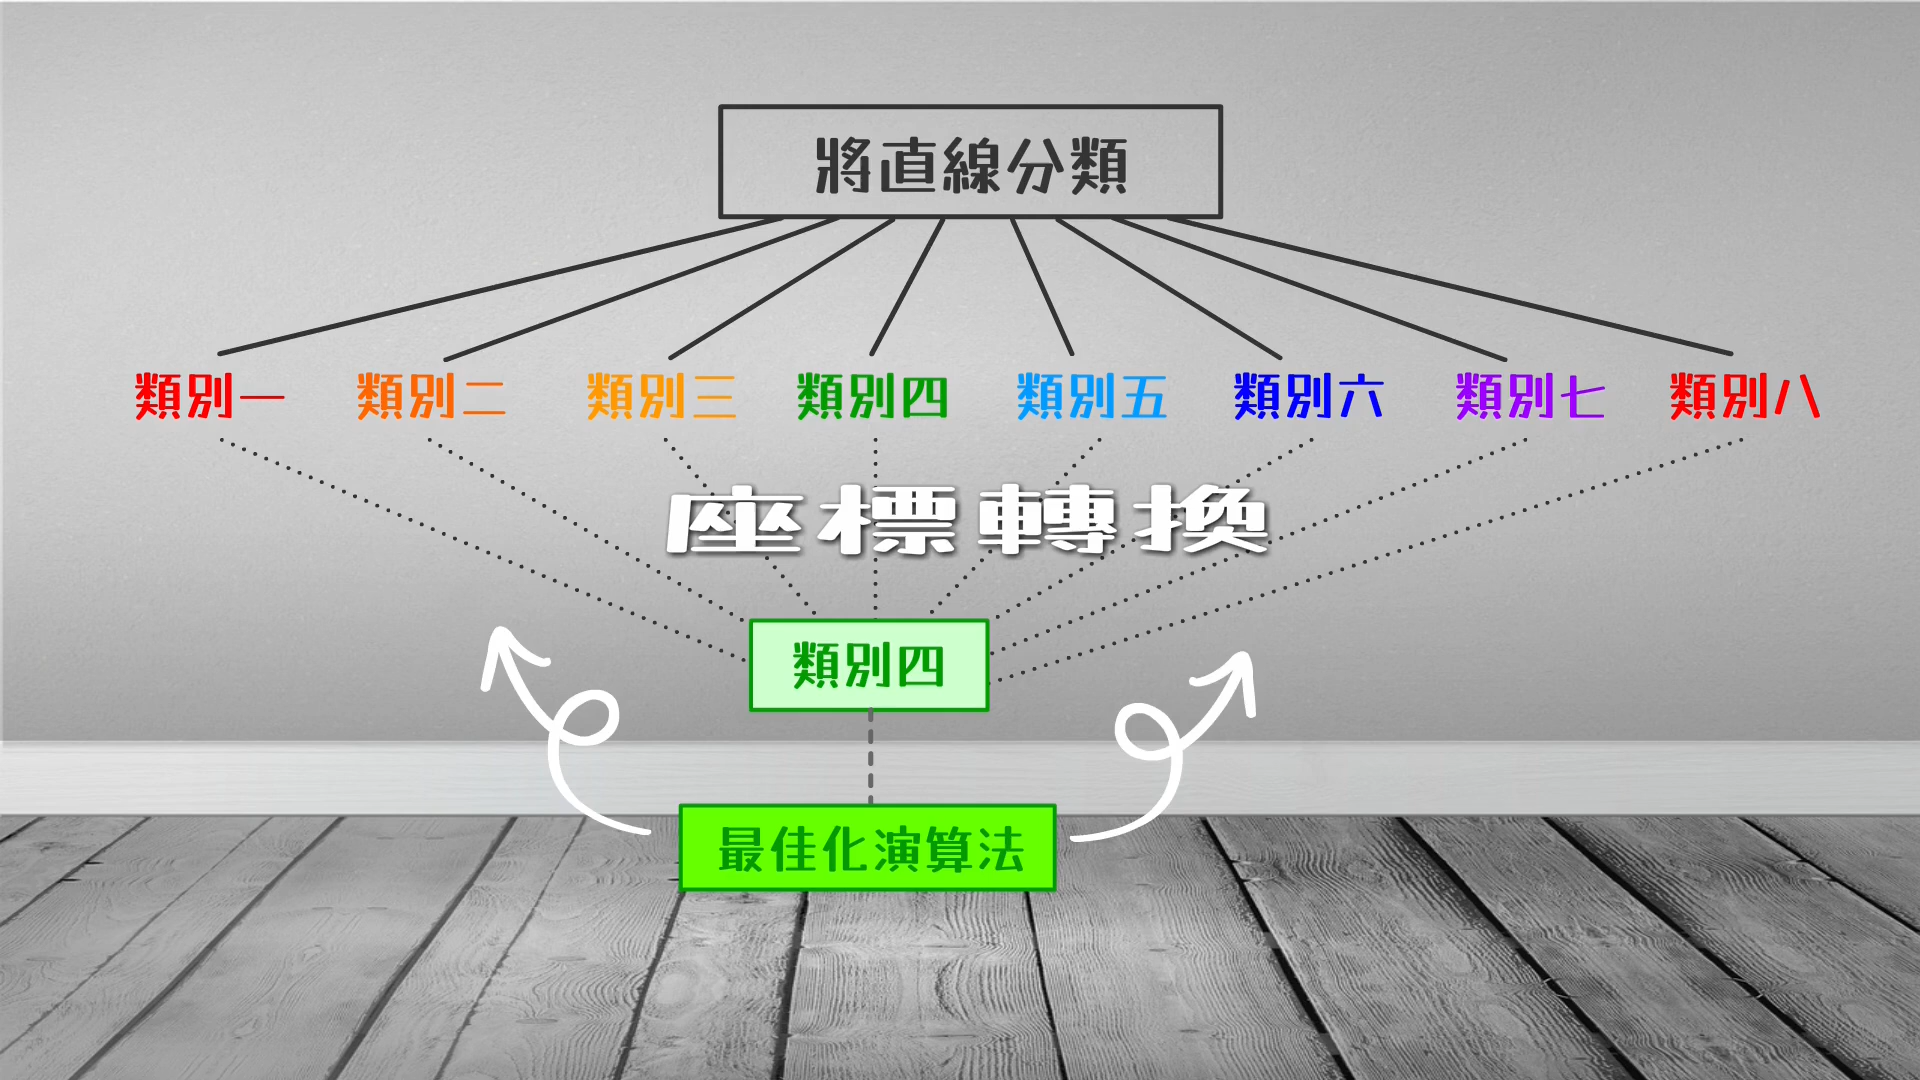 將直線分類
類別一 類別二 類別三 類別四 類別五 類別六 類別七 類別八
座標轉換
類別四
最佳化演算法